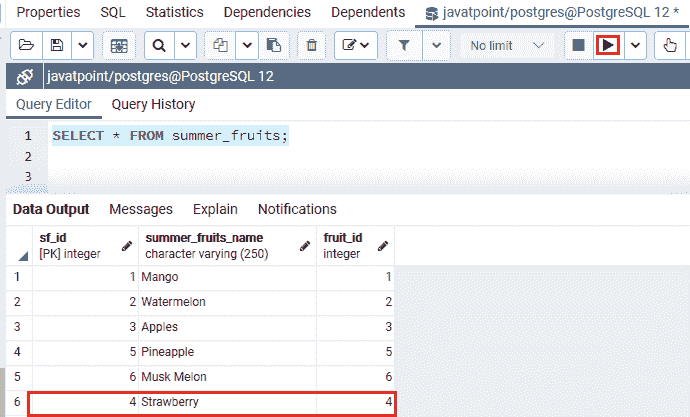 Properties SQL Statistics Dependencies Dependents javatpoint/postgres@PostgreSQL 12 *
No limit
javatpoint/postgres@PostgreSQL 12
Query Editor Query History
1 SELECT * FROM summer_fruits;
2
3
Data Output Messages Explain Notifications
sf_id summer_fruits_name fruit_id
[PK] integer character varying (250) integer
1 1 Mango 1
2 2 Watermelon 2
3 3 Apples 3
4 5 Pineapple 5
5 6 Musk Melon 6
6 4 Strawberry 4